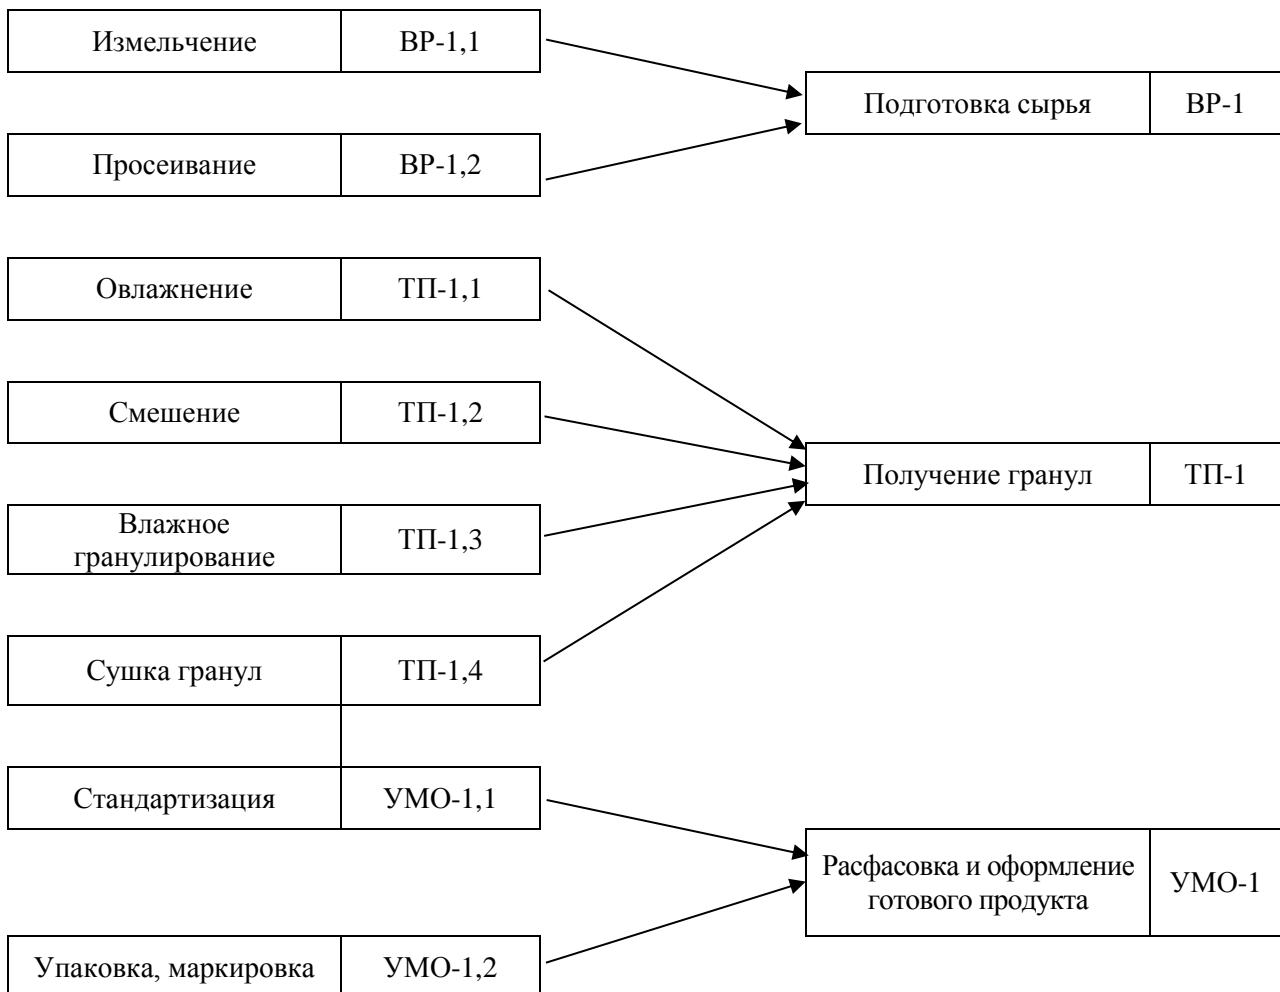 Измельчение ВР-1,1
Подготовка сырья ВР-1
Просеивание ВР-1,2
Овлажнение ТП-1,1
Смешение ТП-1,2
Получение гранул ТП-1
Влажное
гранулирование ТП-1,3
Сушка гранул ТП-1,4
Стандартизация УМО-1,1
Расфасовка и оформление
готового продукта УМО-1
Упаковка, маркировка УМО-1,2